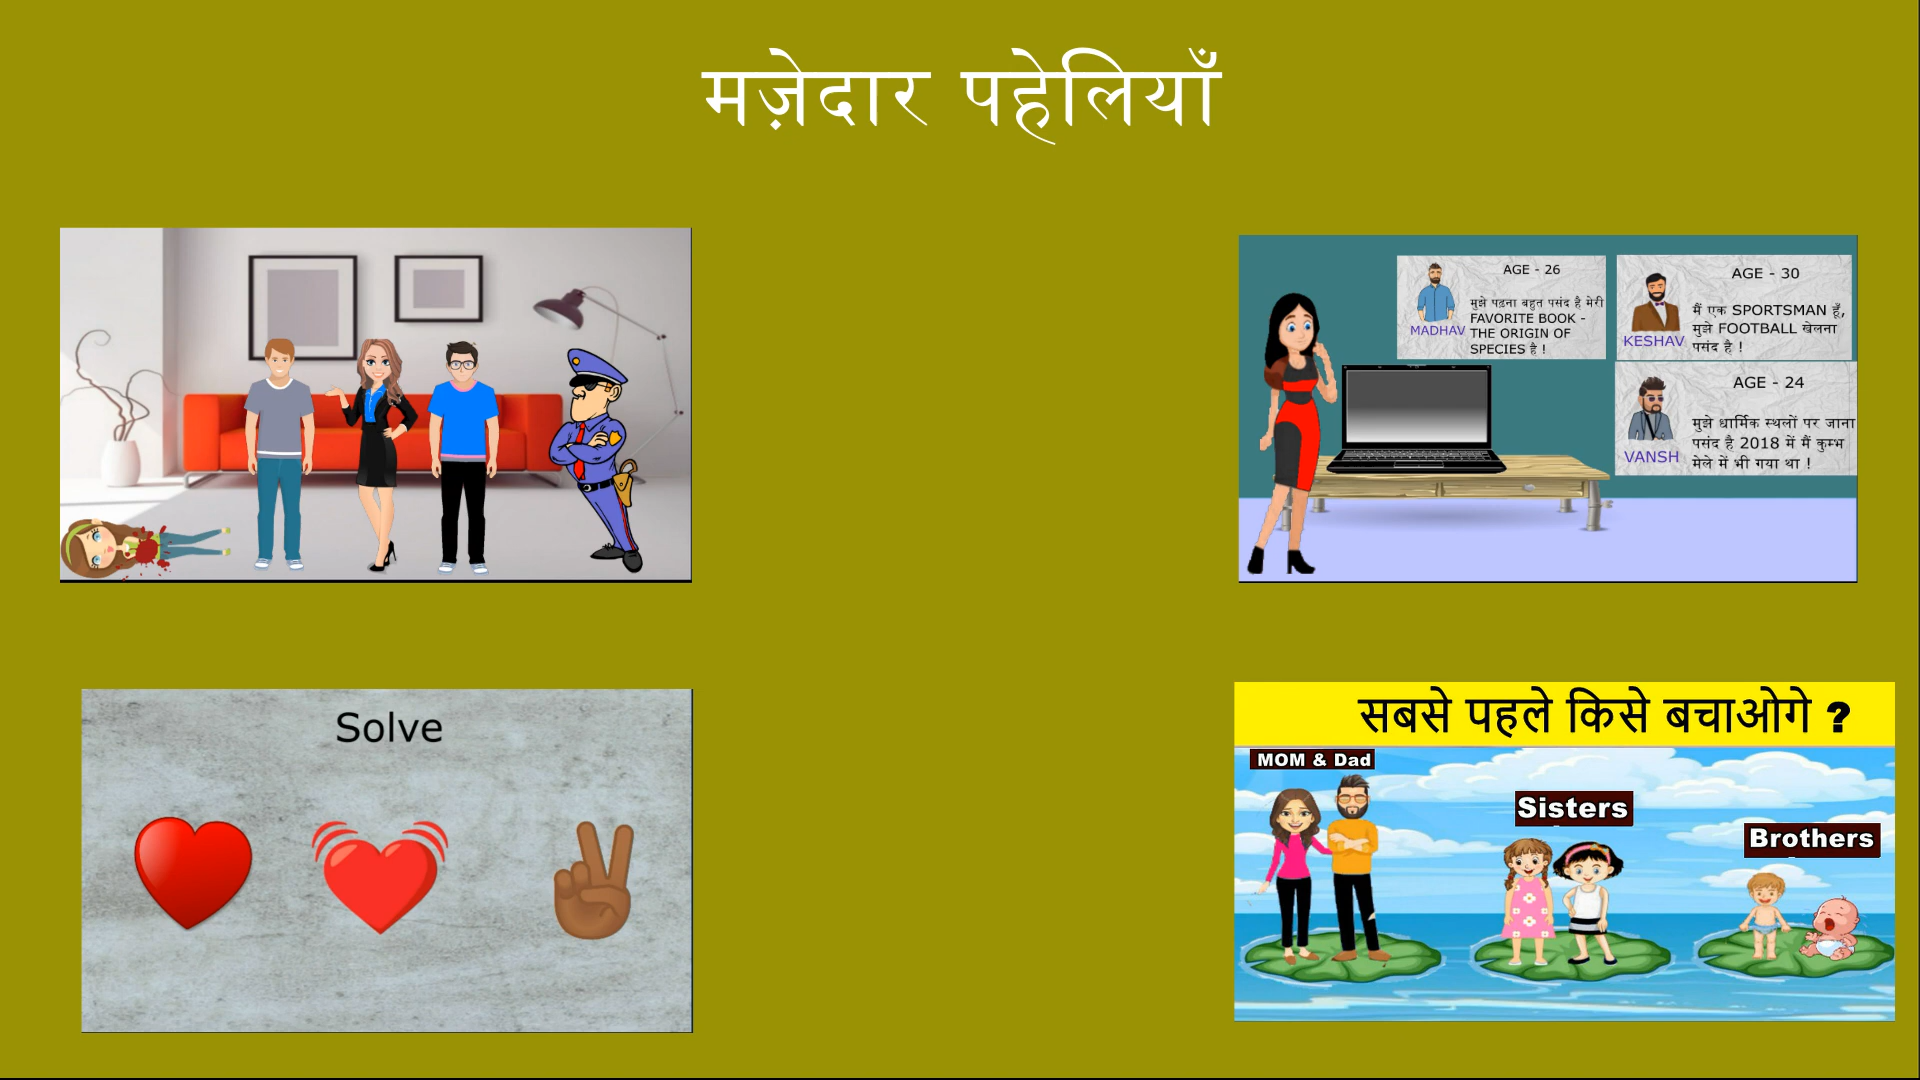 मज़ेदार पहेलियाँ
AGE - 26
मुझे पढ़ना बहुत पसंद है मेरी
FAVORITE BOOK -
THE ORIGIN OF
SPECIES है !
MADHAV
AGE - 30
मैं एक SPORTSMAN हूँ,
मुझे FOOTBALL खेलना
पसंद है !
KESHAV
AGE - 24
मुझे धार्मिक स्थलों पर जाना
पसंद है 2018 में मैं कुम्भ
मेले में भी गया था !
VANSH
Solve
सबसे पहले किसे बचाओगे ?
MOM & Dad
Sisters
Brothers